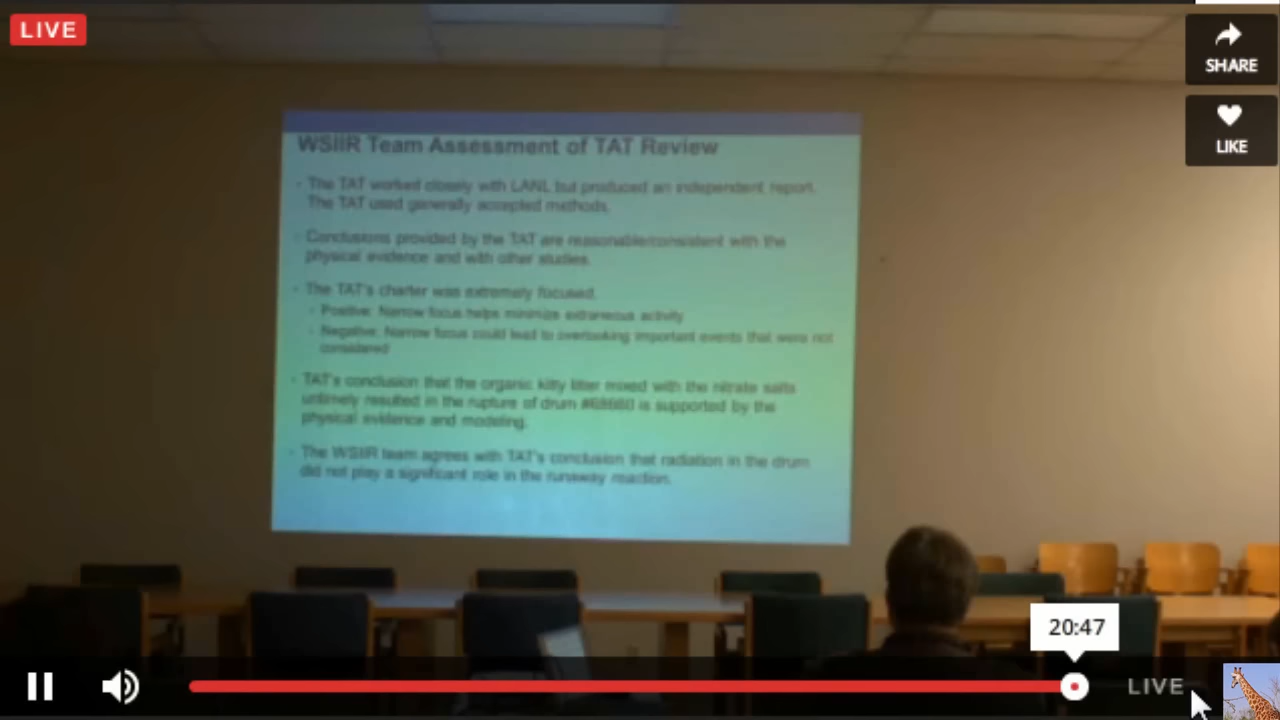 LIVE
SHARE
LIKE
WSIIR Team Assessment of TAT Review
The TAT worked closely with LANL but produced an independent report.
The TAT used generally accepted methods.
Conclusions provided by the TAT are reasonable/consistent with the
physical evidence and with other studies.
The TAT's charter was extremely focused.
Positive: Narrow focus helps minimize extraneous activity
Negative: Narrow focus could lead to overlooking important events that were not
considered
TAT's conclusion that the organic kitty litter mixed with the nitrate salts
untimely resulted in the rupture of drum #68660 is supported by the
physical evidence and modeling.
The WSIIR team agrees with TAT's conclusion that radiation in the drum
did not play a significant role in the runaway reaction.
20:47
LIVE